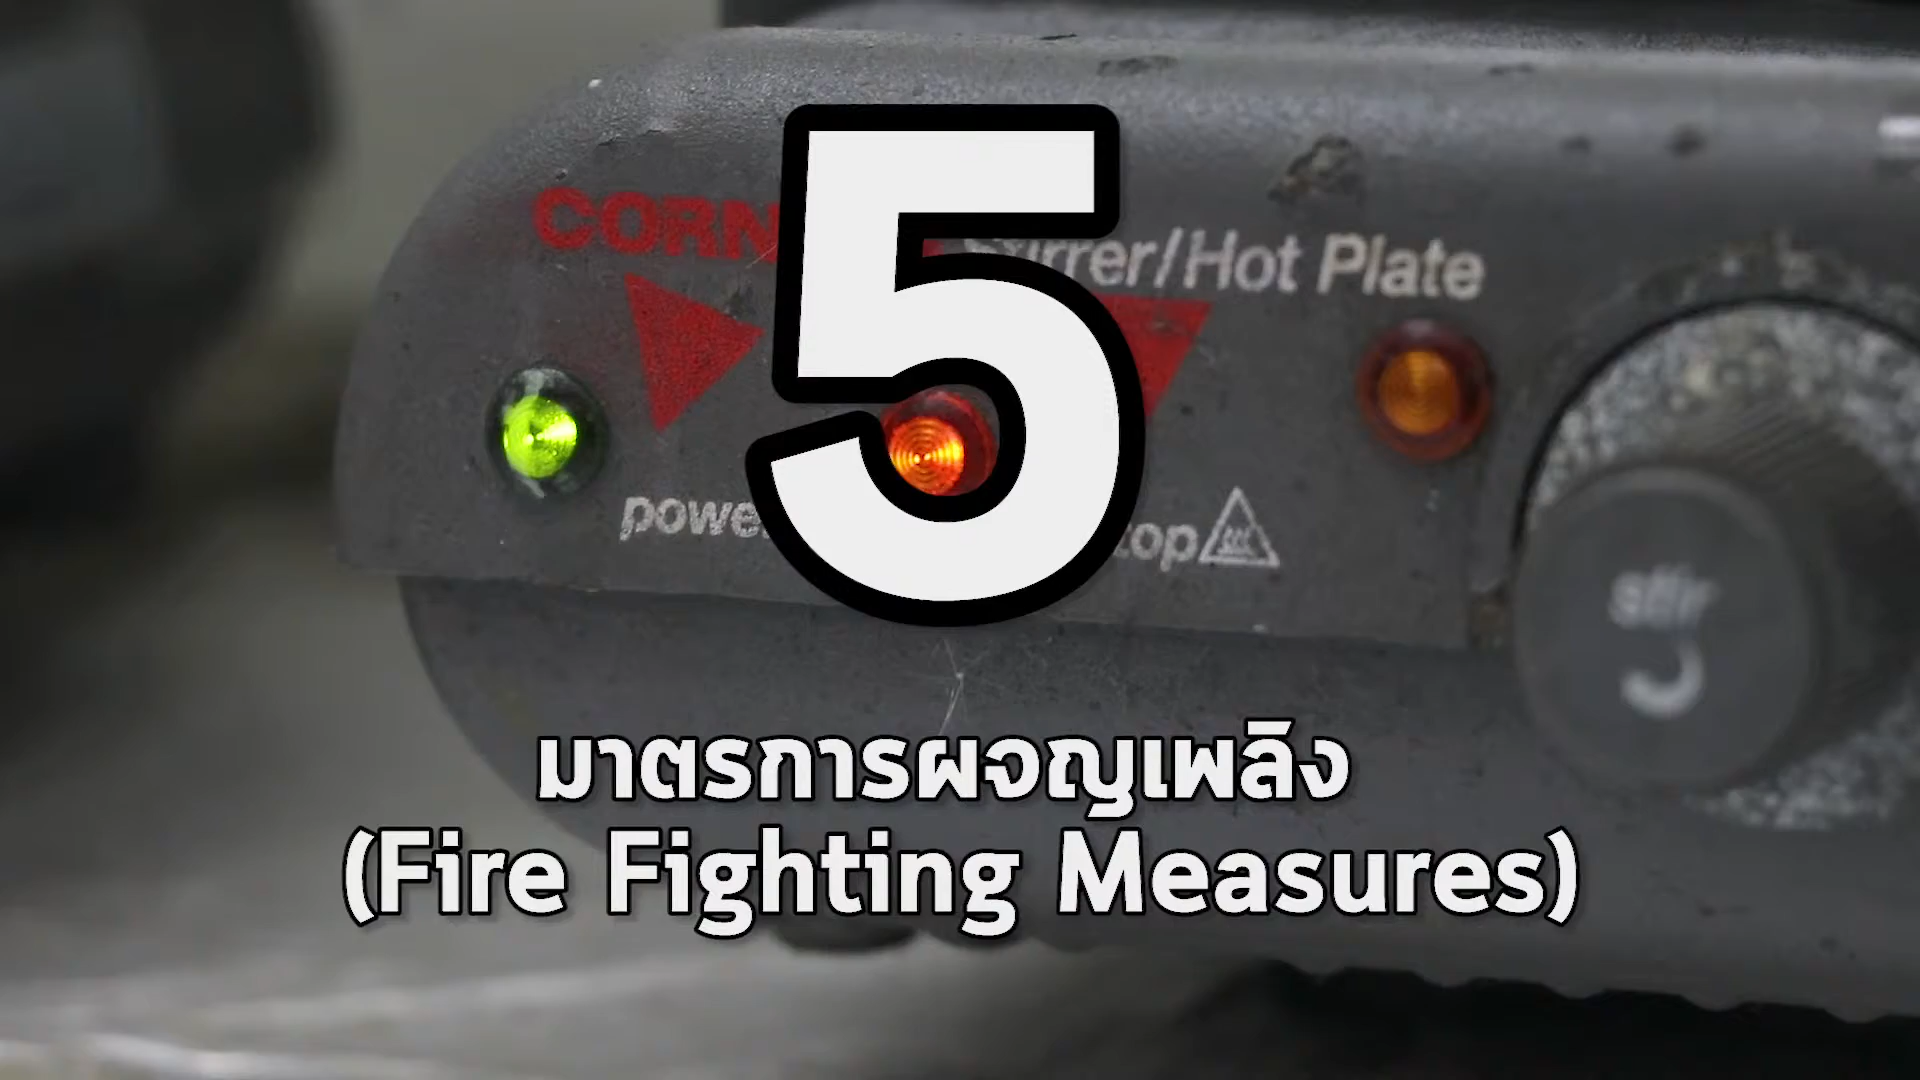 5
CORN
Stirrer/Hot Plate
power
top
stir
มาตรการผจญเพลิง
(Fire Fighting Measures)